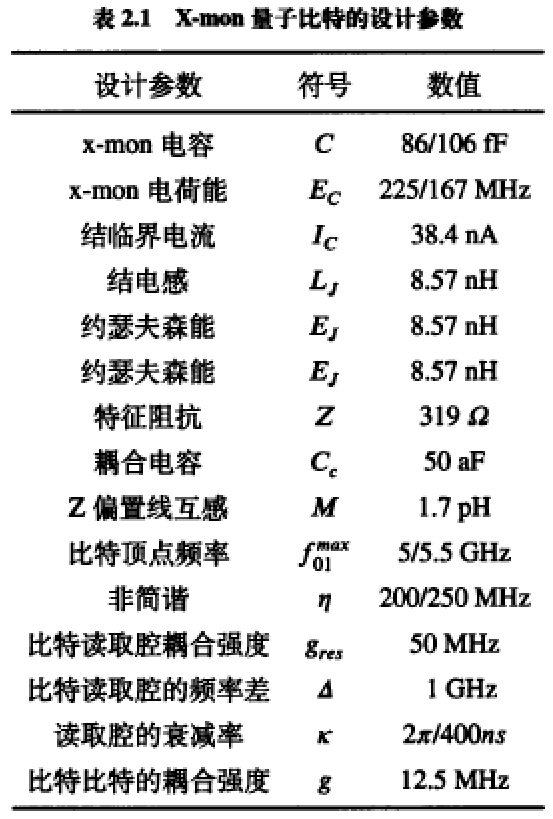 表 2.1 X-mon 量子比特的设计参数
设计参数 符号 数值
x-mon 电容 C 86/106 fF
x-mon 电荷能 E_C 225/167 MHz
结临界电流 I_C 38.4 nA
结电感 L_J 8.57 nH
约瑟夫森能 E_J 8.57 nH
约瑟夫森能 E_J 8.57 nH
特征阻抗 Z 319 Ω
耦合电容 C_c 50 aF
Z 偏置线互感 M 1.7 pH
比特顶点频率 f_{01}^{max} 5/5.5 GHz
非简谐 η 200/250 MHz
比特读取腔耦合强度 g_{res} 50 MHz
比特读取腔的频率差 Δ 1 GHz
读取腔的衰减率 κ 2π/400ns
比特比特的耦合强度 g 12.5 MHz